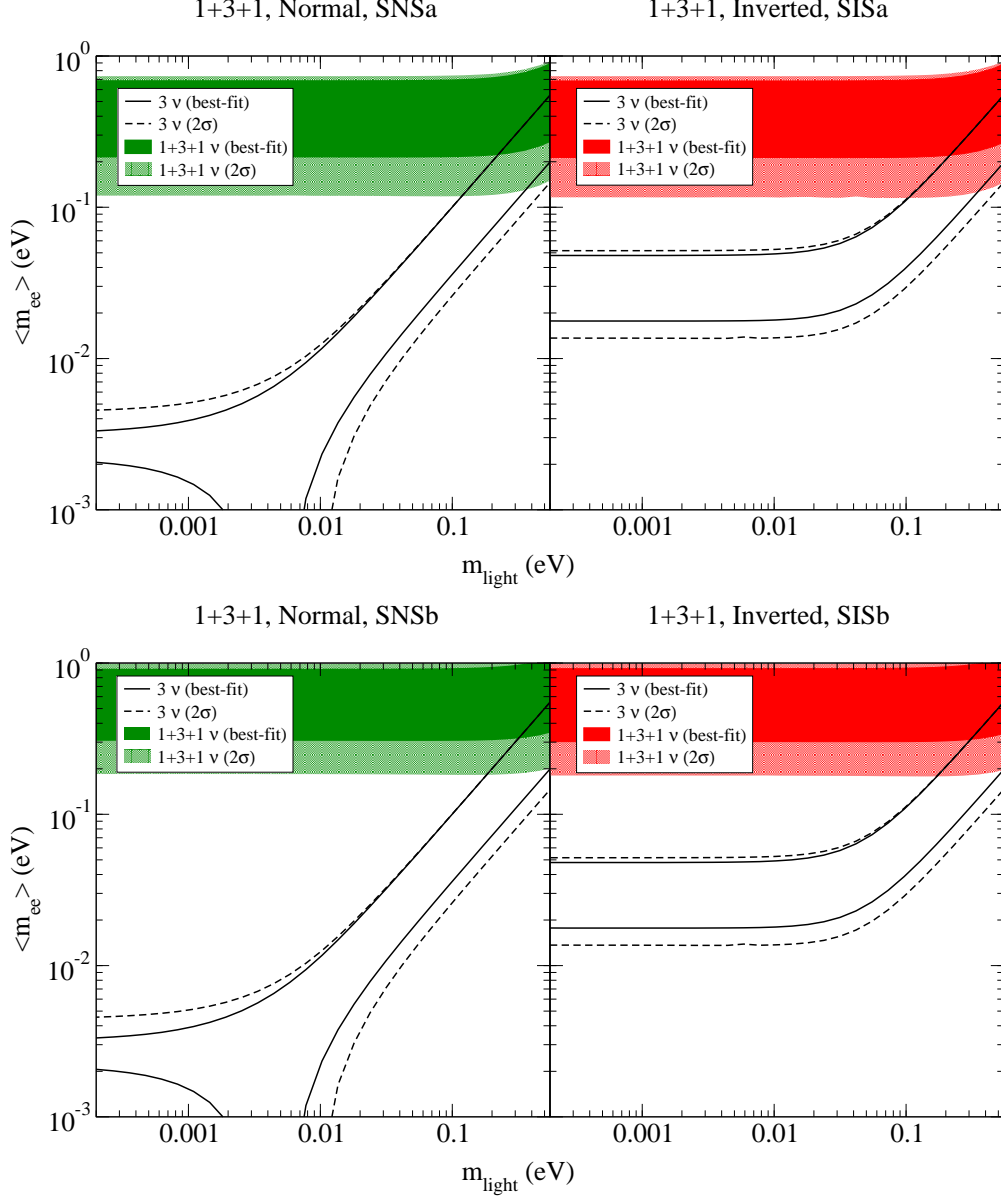 1+3+1, Normal, SNSa
1+3+1, Inverted, SISa
10^0
10^-1
10^-2
10^-3
<m_ee> (eV)
3 ν (best-fit)
3 ν (2σ)
1+3+1 ν (best-fit)
1+3+1 ν (2σ)
3 ν (best-fit)
3 ν (2σ)
1+3+1 ν (best-fit)
1+3+1 ν (2σ)
0.001 0.01 0.1 0.001 0.01 0.1
m_light (eV)
m_light (eV)
1+3+1, Normal, SNSb
1+3+1, Inverted, SISb
10^0
10^-1
10^-2
10^-3
<m_ee> (eV)
3 ν (best-fit)
3 ν (2σ)
1+3+1 ν (best-fit)
1+3+1 ν (2σ)
3 ν (best-fit)
3 ν (2σ)
1+3+1 ν (best-fit)
1+3+1 ν (2σ)
0.001 0.01 0.1 0.001 0.01 0.1
m_light (eV)
m_light (eV)